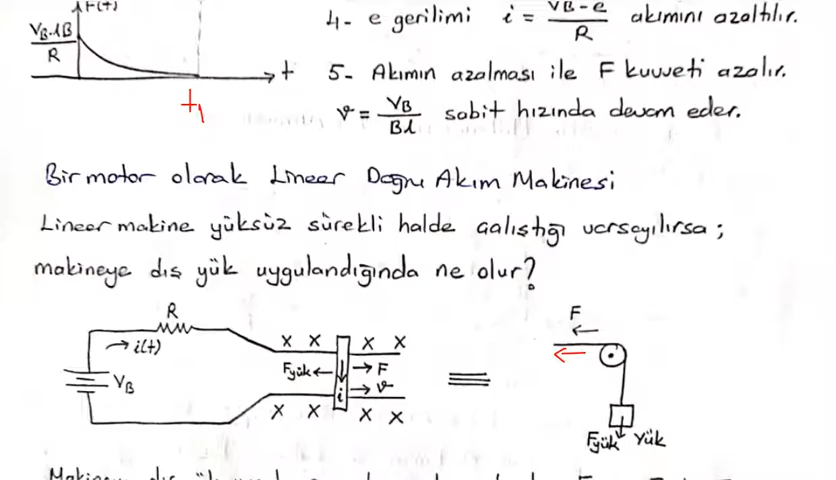 F(t)
VB·lB
R
t
t1
4- e gerilimi i = VB - e / R akımını azaltılır.
5- Akımın azalması ile F kuvveti azalır.
v = VB / Bl sabit hızında devam eder.
Bir motor olarak Lineer Doğru Akım Makinesi
Lineer makine yüksüz sürekli halde çalıştığı varsayılırsa;
makineye dış yük uygulandığında ne olur?
R
i(t)
VB
X X X X
Fyük F
i v
X X X X
≡
F
Fyük Yük